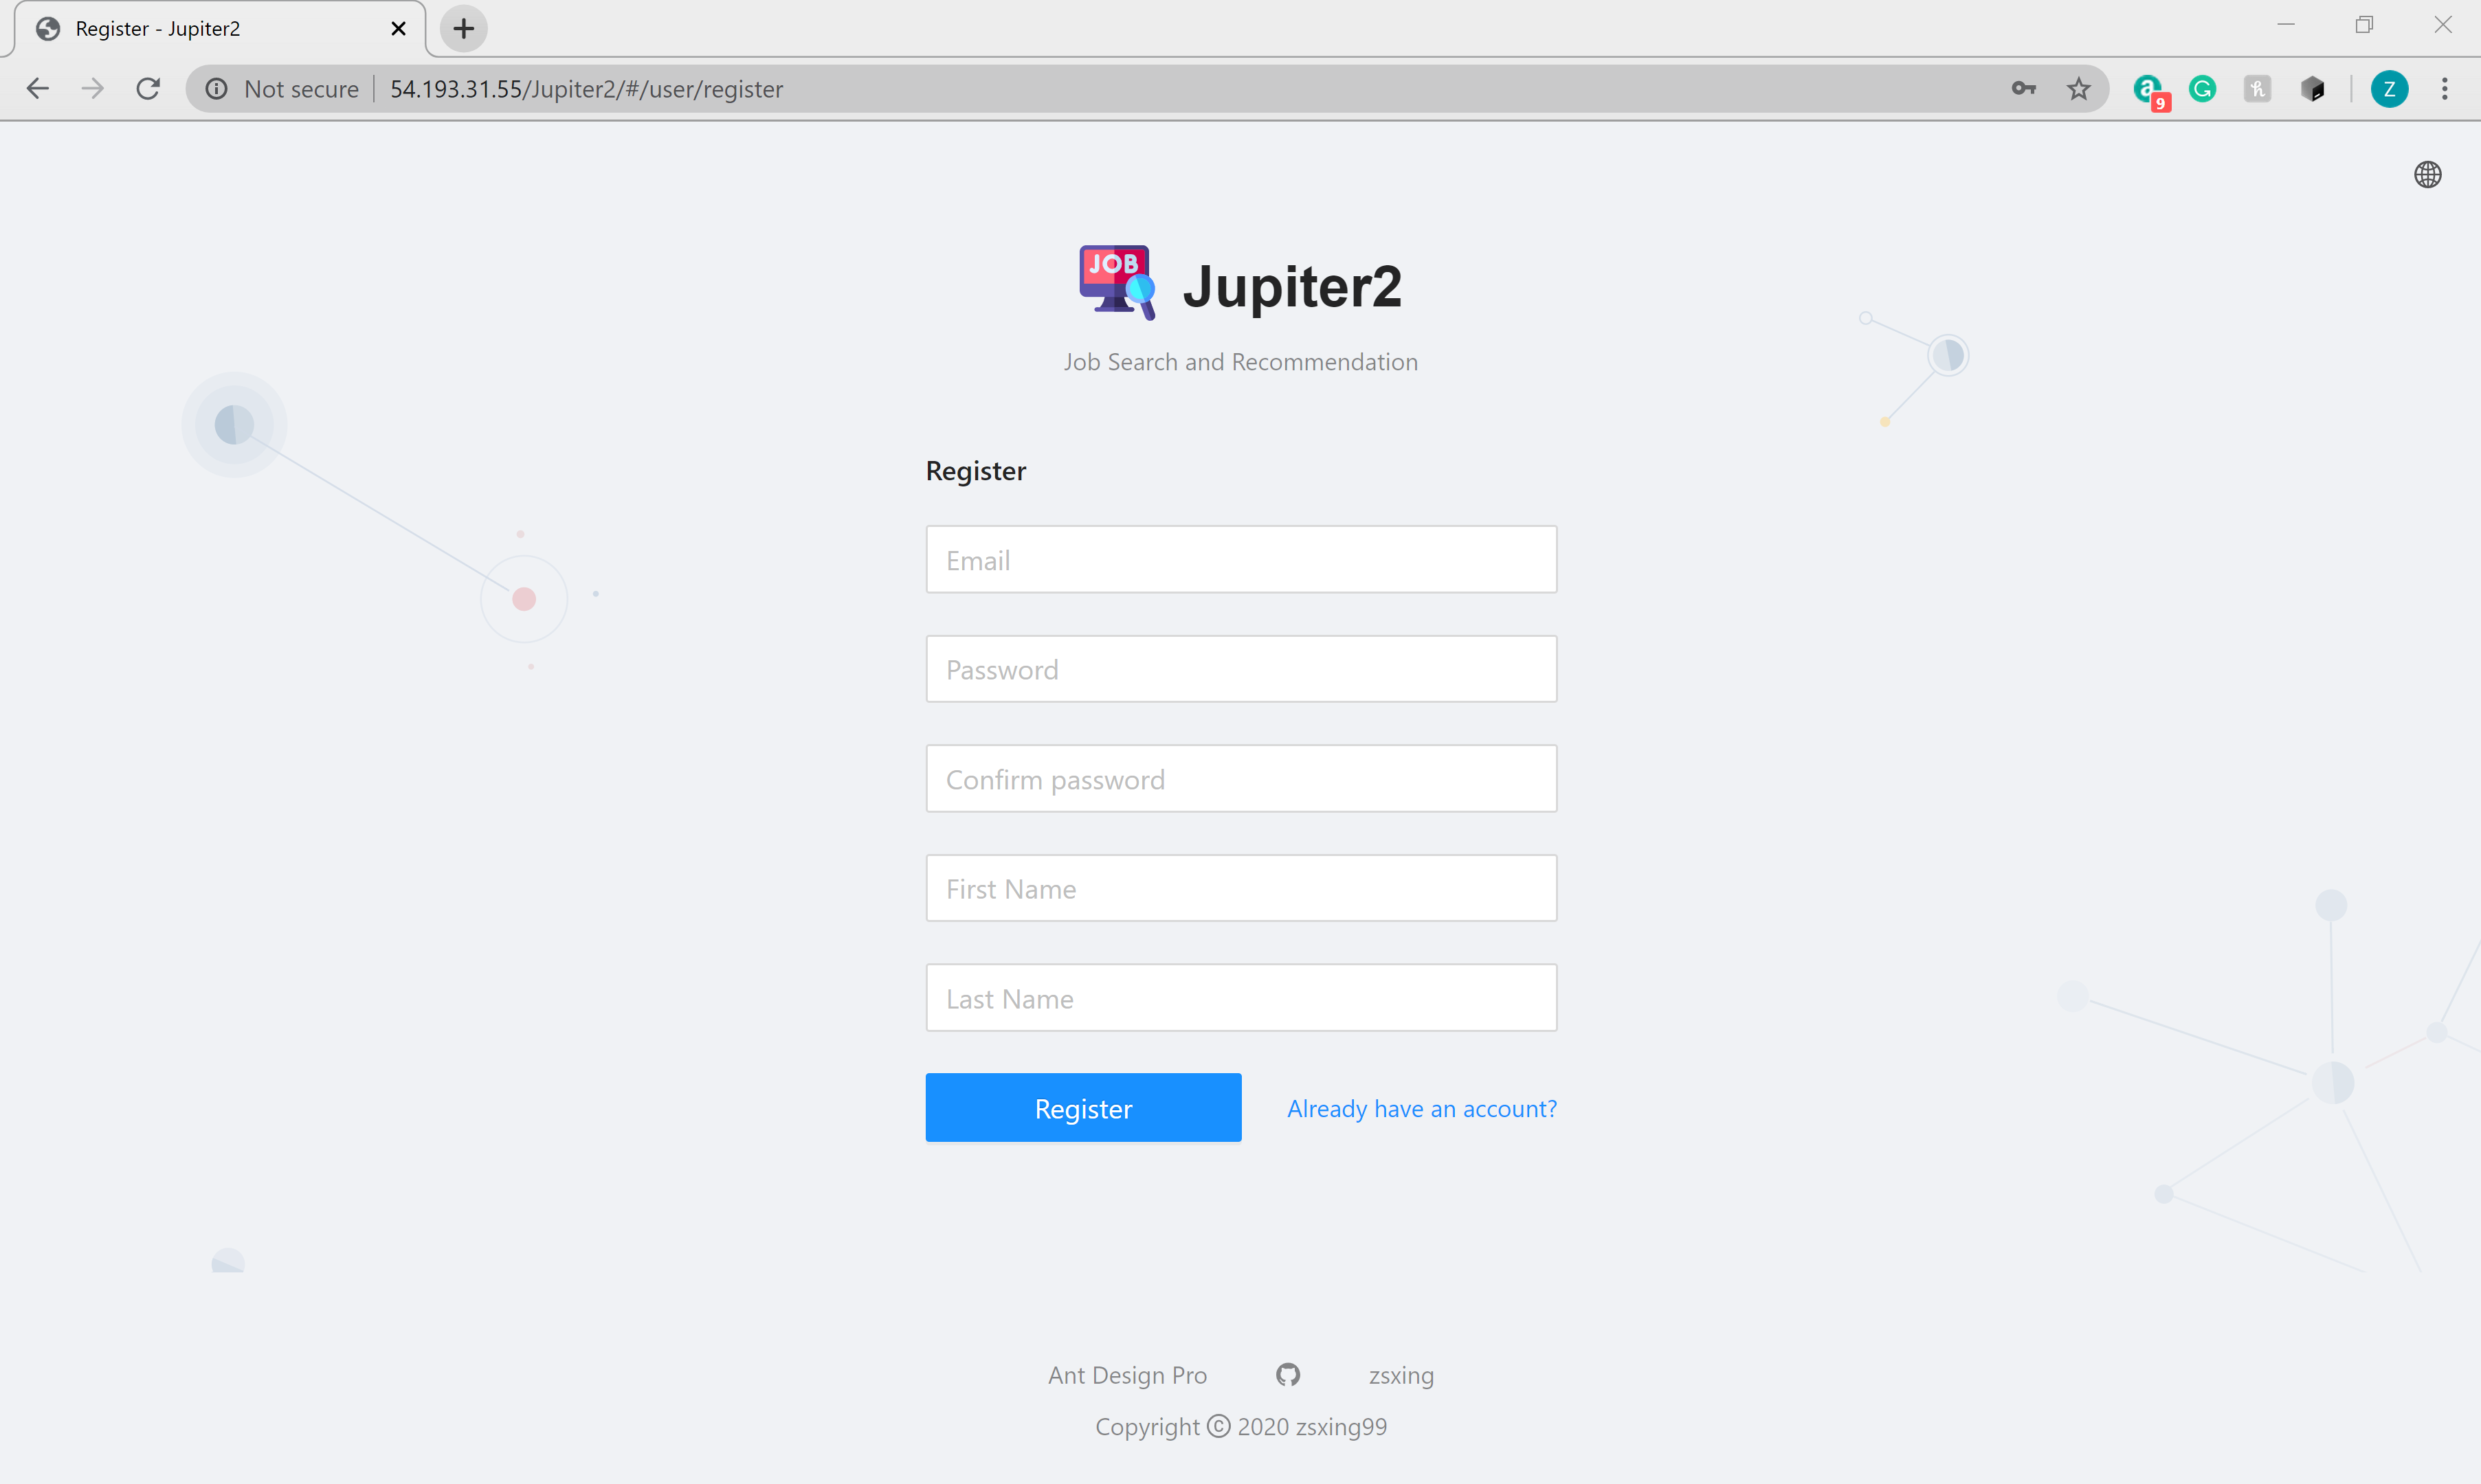 Register - Jupiter2
Not secure 54.193.31.55/Jupiter2/#/user/register
a 9 G h Z
JOB
Jupiter2
Job Search and Recommendation
Register
Email
Password
Confirm password
First Name
Last Name
Register Already have an account?
Ant Design Pro zsxing
Copyright © 2020 zsxing99